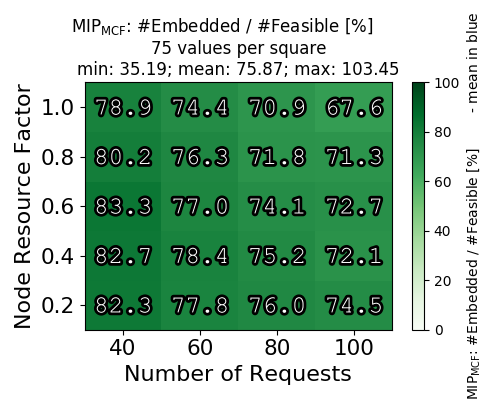 MIP_MCF: #Embedded / #Feasible [%]
75 values per square
min: 35.19; mean: 75.87; max: 103.45
Node Resource Factor
1.0 78.9 74.4 70.9 67.6
0.8 80.2 76.3 71.8 71.3
0.6 83.3 77.0 74.1 72.7
0.4 82.7 78.4 75.2 72.1
0.2 82.3 77.8 76.0 74.5
40 60 80 100
Number of Requests
100
80
60
40
20
0
MIP_MCF: #Embedded / #Feasible [%] - mean in blue